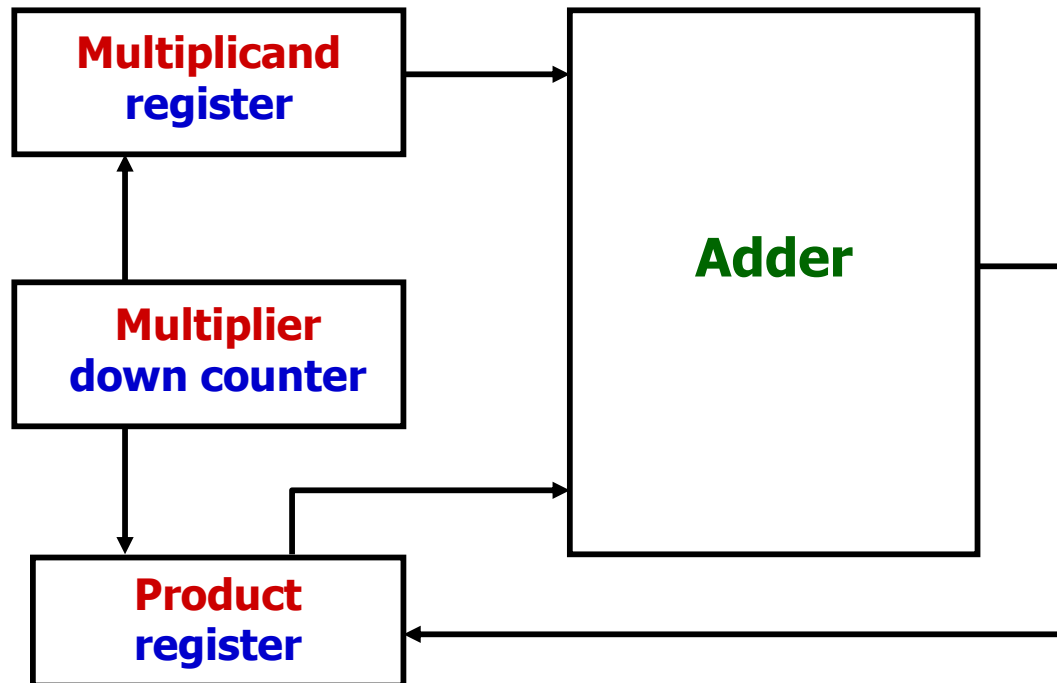 Multiplicand
register
Adder
Multiplier
down counter
Product
register